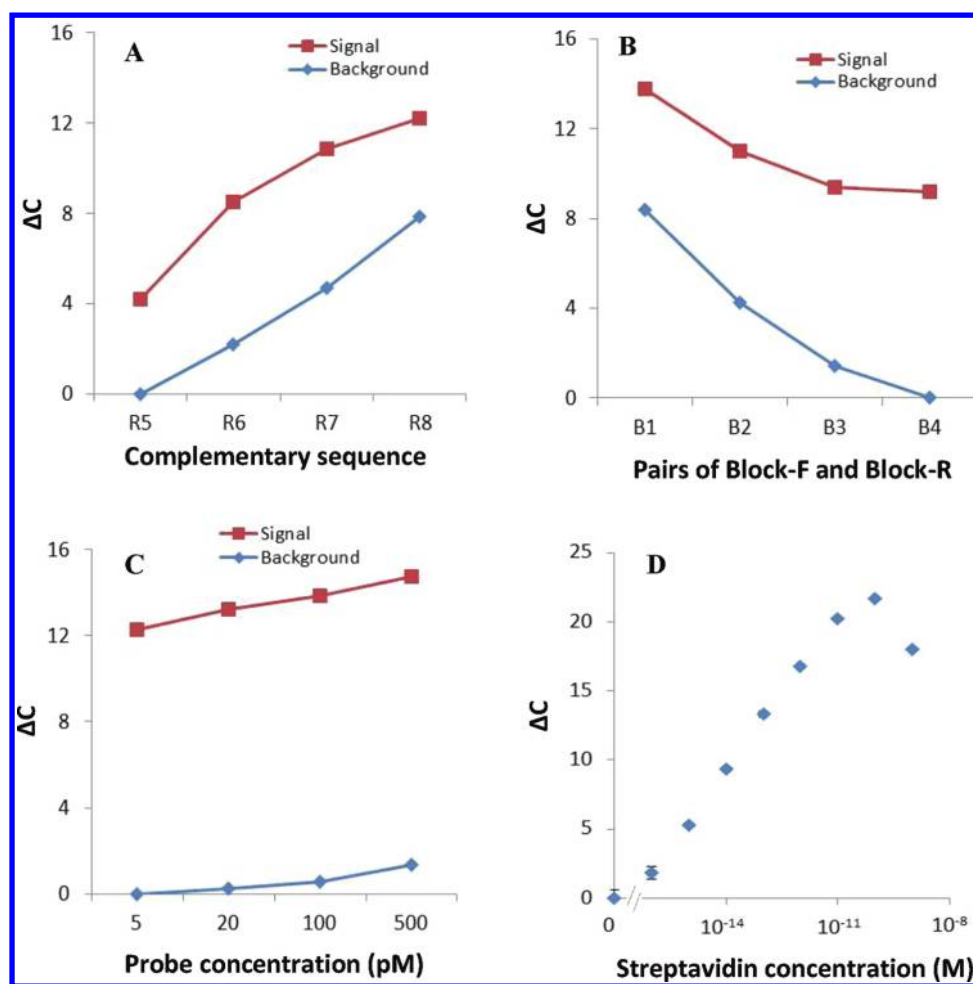 A
Signal
Background
16
12
8
4
0
ΔC
R5 R6 R7 R8
Complementary sequence
B
Signal
Background
16
12
8
4
0
ΔC
B1 B2 B3 B4
Pairs of Block-F and Block-R
C
Signal
Background
16
12
8
4
0
ΔC
5 20 100 500
Probe concentration (pM)
D
25
20
15
10
5
0
ΔC
0 10⁻¹⁴ 10⁻¹¹ 10⁻⁸
Streptavidin concentration (M)